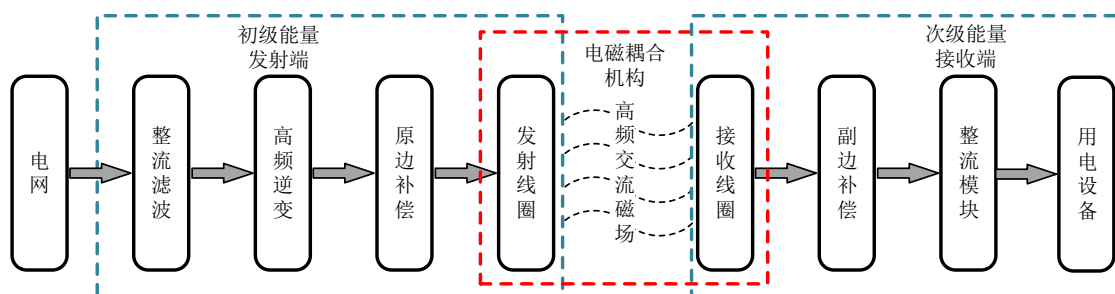 初级能量
发射端
电磁耦合
机构
次级能量
接收端
电网
整流滤波
高频逆变
原边补偿
发射线圈
高频交流磁场
接收线圈
副边补偿
整流模块
用电设备